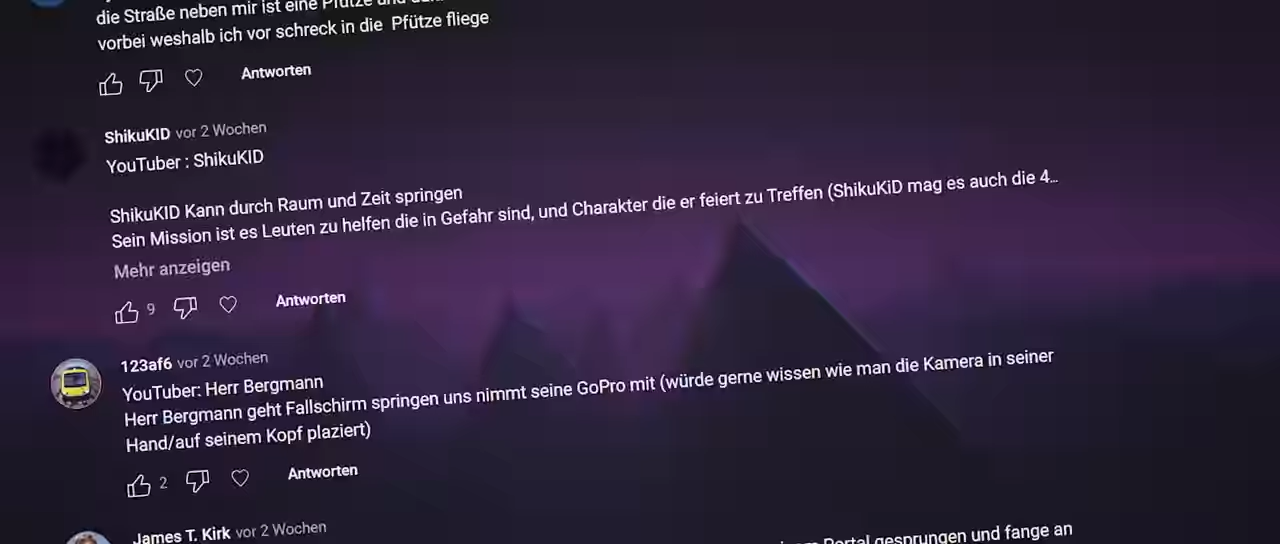 die Straße neben mir ist eine Pfütze und
vorbei weshalb ich vor schreck in die Pfütze fliege
Antworten
ShikuKID vor 2 Wochen
YouTuber : ShikuKID
ShikuKID Kann durch Raum und Zeit springen
Sein Mission ist es Leuten zu helfen die in Gefahr sind, und Charakter die er feiert zu Treffen (ShikuKiD mag es auch die 4…
Mehr anzeigen
9 Antworten
123af6 vor 2 Wochen
YouTuber: Herr Bergmann
Herr Bergmann geht Fallschirm springen uns nimmt seine GoPro mit (würde gerne wissen wie man die Kamera in seiner
Hand/auf seinem Kopf plaziert)
2 Antworten
James T. Kirk vor 2 Wochen
Portal gesprungen und fange an